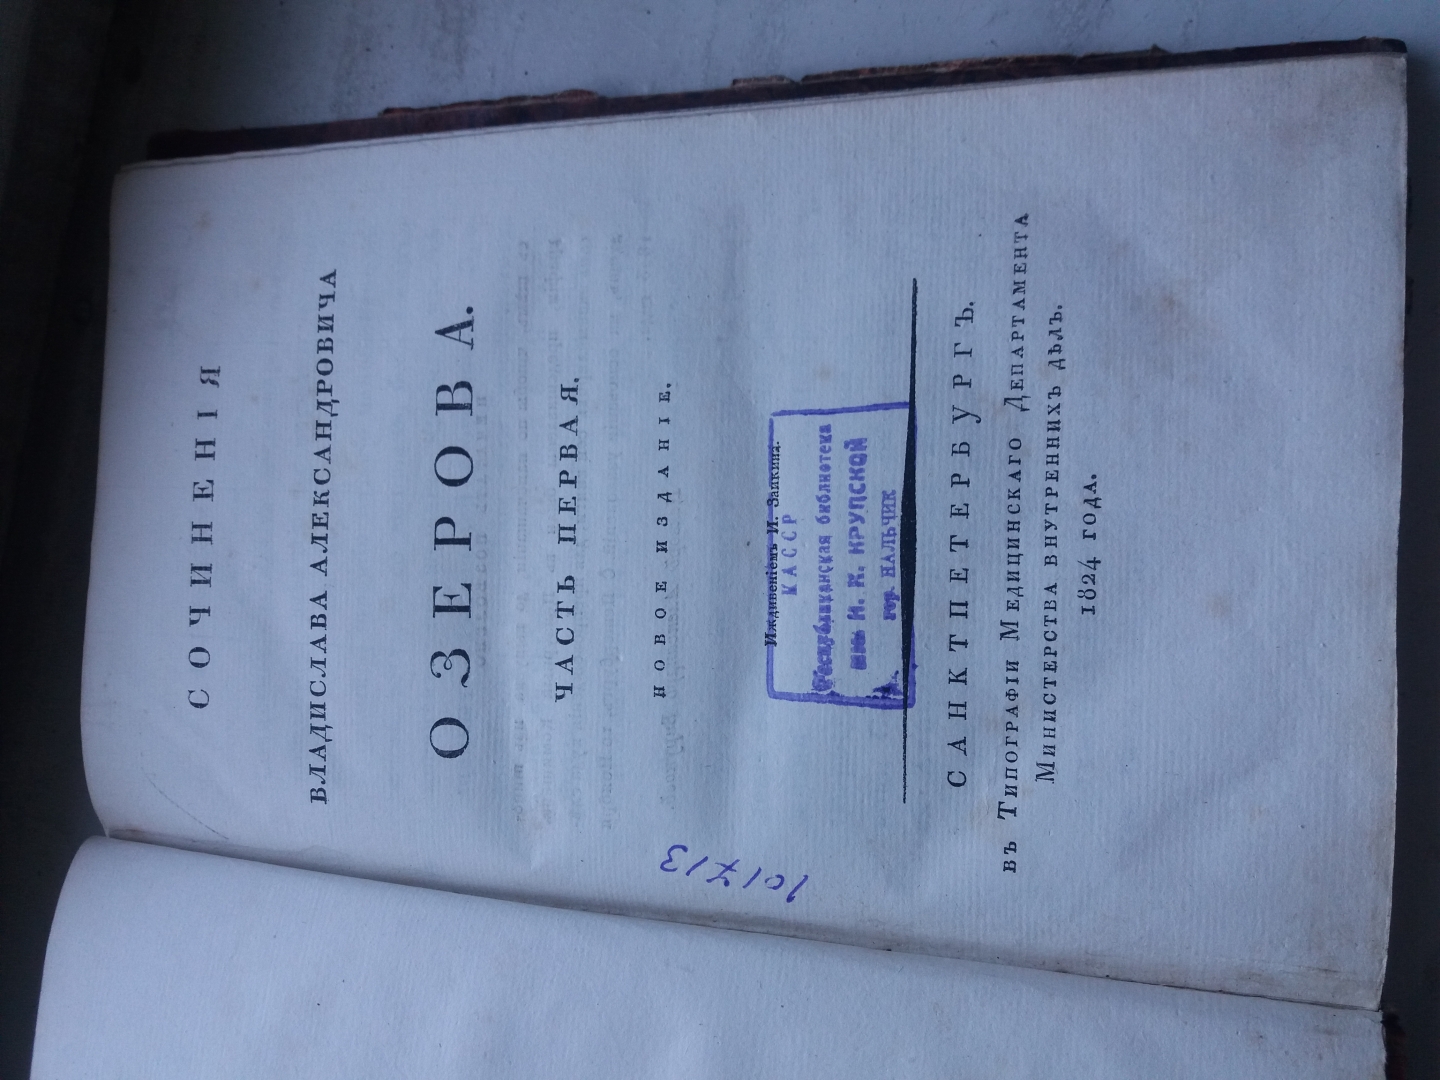 СОЧИНЕНІЯ
ВЛАДИСЛАВА АЛЕКСАНДРОВИЧА
ОЗЕРОВА.
ЧАСТЬ ПЕРВАЯ.
НОВОЕ ИЗДАНІЕ.
Иждивеніемъ И. Заикина.
КАССР
Республиканская библиотека
им. Н. К. КРУПСКОЙ
гор. НАЛЬЧИК
САНКТПЕТЕРБУРГЪ.
въ Типографіи Медицинскаго Департамента
Министерства внутреннихъ дѣлъ.
1824 года.
101713